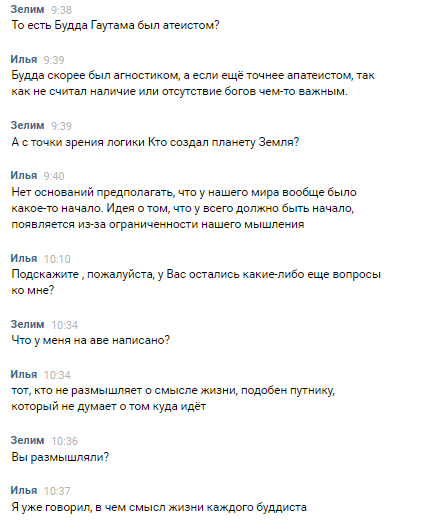 Зелим 9:38
То есть Будда Гаутама был атеистом?
Илья 9:39
Будда скорее был агностиком, а если ещё точнее апатеистом, так
как не считал наличие или отсутствие богов чем-то важным.
Зелим 9:39
А с точки зрения логики Кто создал планету Земля?
Илья 9:40
Нет оснований предполагать, что у нашего мира вообще было
какое-то начало. Идея о том, что у всего должно быть начало,
появляется из-за ограниченности нашего мышления
Илья 10:10
Подскажите , пожалуйста, у Вас остались какие-либо еще вопросы
ко мне?
Зелим 10:34
Что у меня на аве написано?
Илья 10:34
тот, кто не размышляет о смысле жизни, подобен путнику,
который не думает о том куда идёт
Зелим 10:36
Вы размышляли?
Илья 10:37
Я уже говорил, в чем смысл жизни каждого буддиста